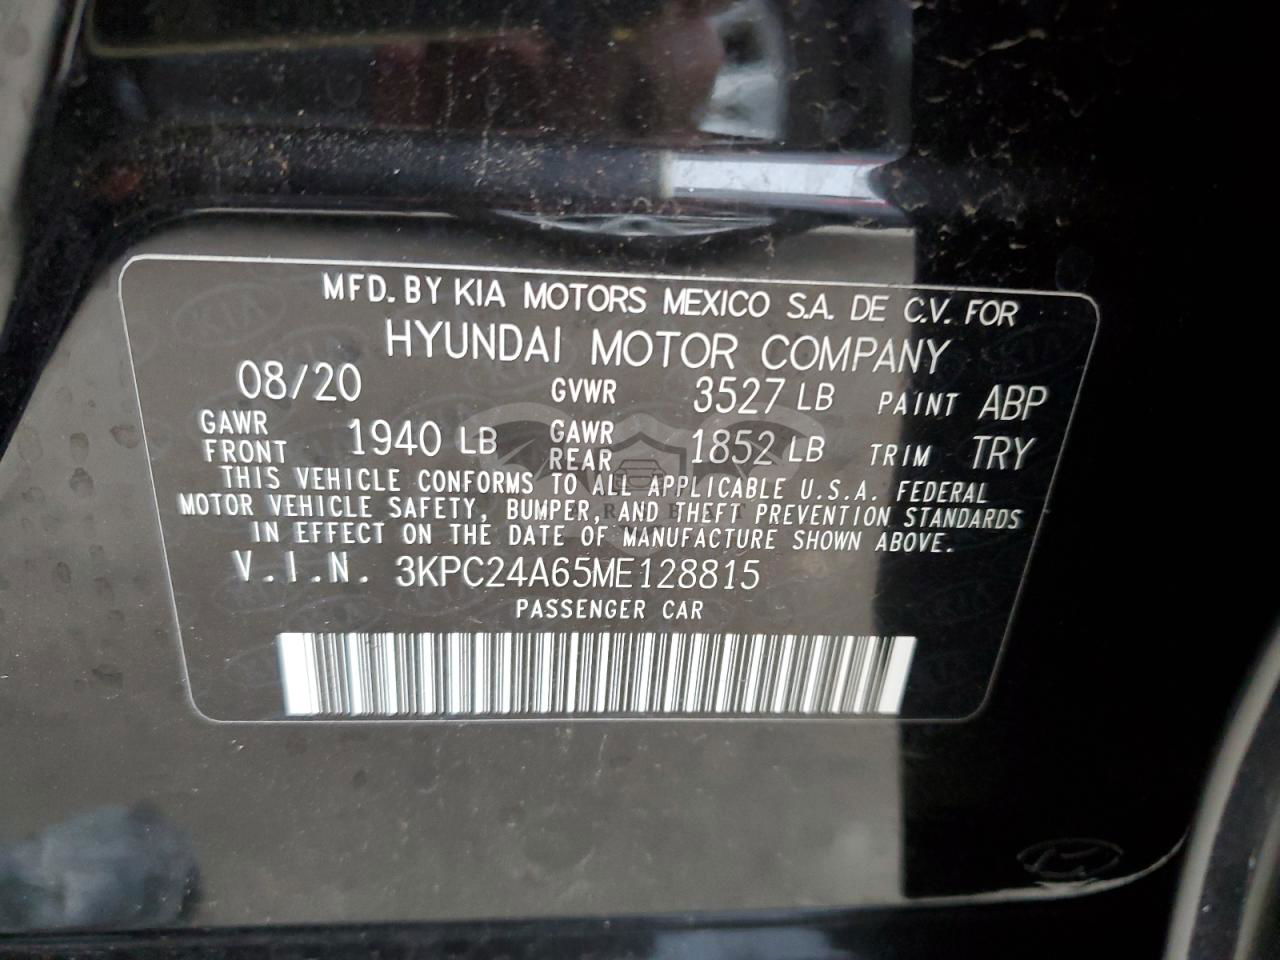 MFD. BY KIA MOTORS MEXICO S.A. DE C.V. FOR
HYUNDAI MOTOR COMPANY
08/20 GVWR 3527 LB PAINT ABP
GAWR FRONT 1940 LB GAWR REAR 1852 LB TRIM TRY
THIS VEHICLE CONFORMS TO ALL APPLICABLE U.S.A. FEDERAL
MOTOR VEHICLE SAFETY, BUMPER, AND THEFT PREVENTION STANDARDS
IN EFFECT ON THE DATE OF MANUFACTURE SHOWN ABOVE.
V.I.N. 3KPC24A65ME128815
PASSENGER CAR